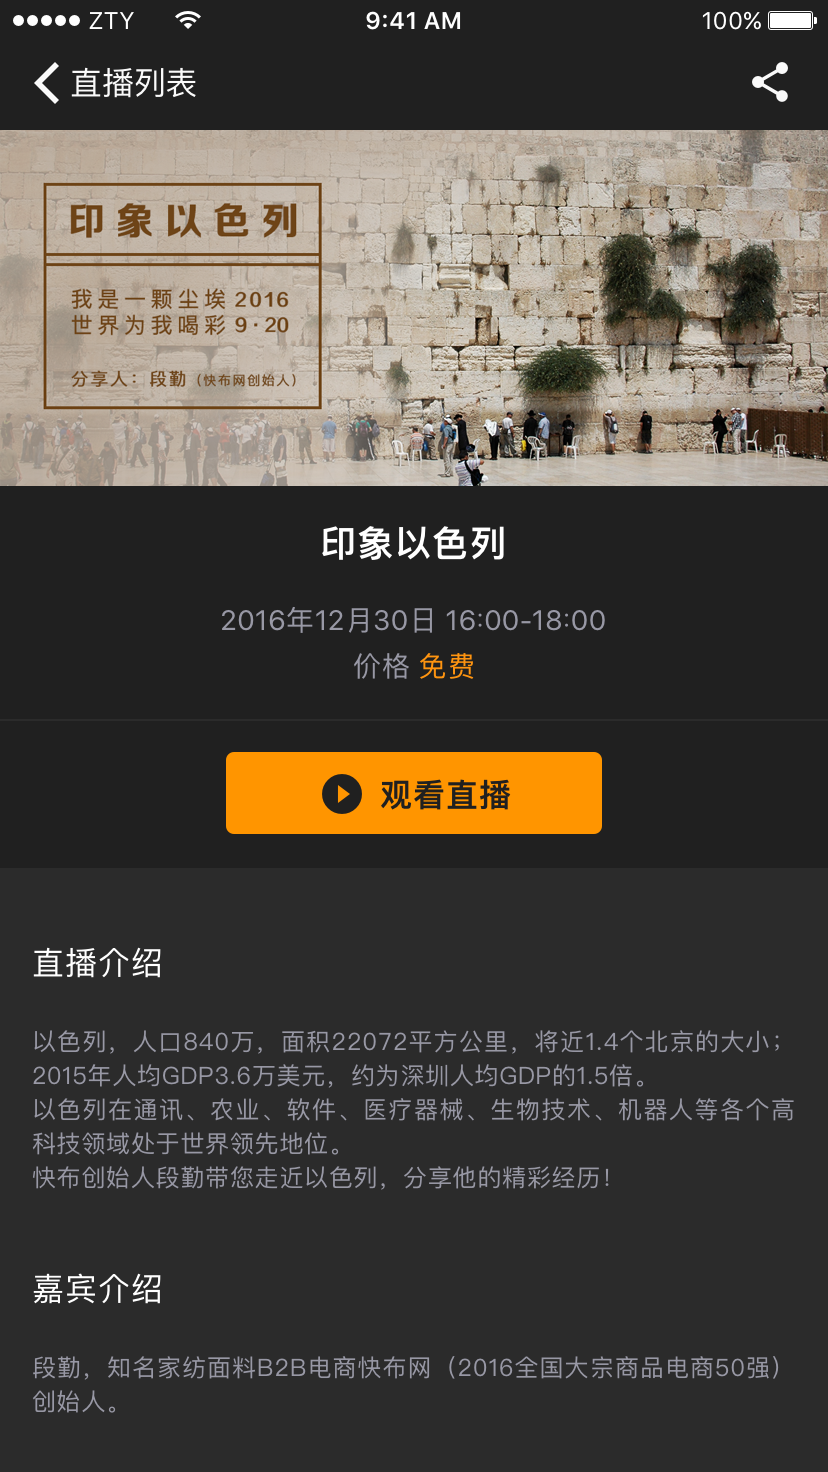 ZTY 9:41 AM 100%
直播列表
印象以色列
我是一颗尘埃 2016
世界为我喝彩 9·20
分享人：段勤（快布网创始人）
印象以色列
2016年12月30日 16:00-18:00
价格 免费
观看直播
直播介绍
以色列，人口840万，面积22072平方公里，将近1.4个北京的大小；
2015年人均GDP3.6万美元，约为深圳人均GDP的1.5倍。
以色列在通讯、农业、软件、医疗器械、生物技术、机器人等各个高
科技领域处于世界领先地位。
快布创始人段勤带您走近以色列，分享他的精彩经历！
嘉宾介绍
段勤，知名家纺面料B2B电商快布网（2016全国大宗商品电商50强）
创始人。